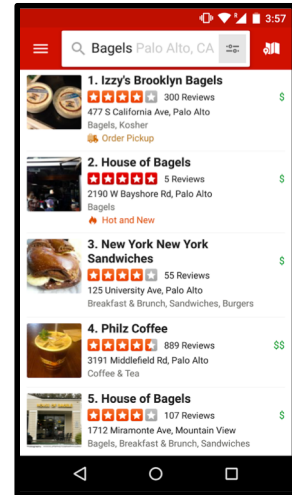 3:57
Bagels Palo Alto, CA
1. Izzy's Brooklyn Bagels
300 Reviews $
477 S California Ave, Palo Alto
Bagels, Kosher
Order Pickup
2. House of Bagels
5 Reviews $
2190 W Bayshore Rd, Palo Alto
Bagels
Hot and New
3. New York New York
Sandwiches
55 Reviews $
125 University Ave, Palo Alto
Breakfast & Brunch, Sandwiches, Burgers
4. Philz Coffee
889 Reviews $$
3191 Middlefield Rd, Palo Alto
Coffee & Tea
5. House of Bagels
107 Reviews $
1712 Miramonte Ave, Mountain View
Bagels, Breakfast & Brunch, Sandwiches